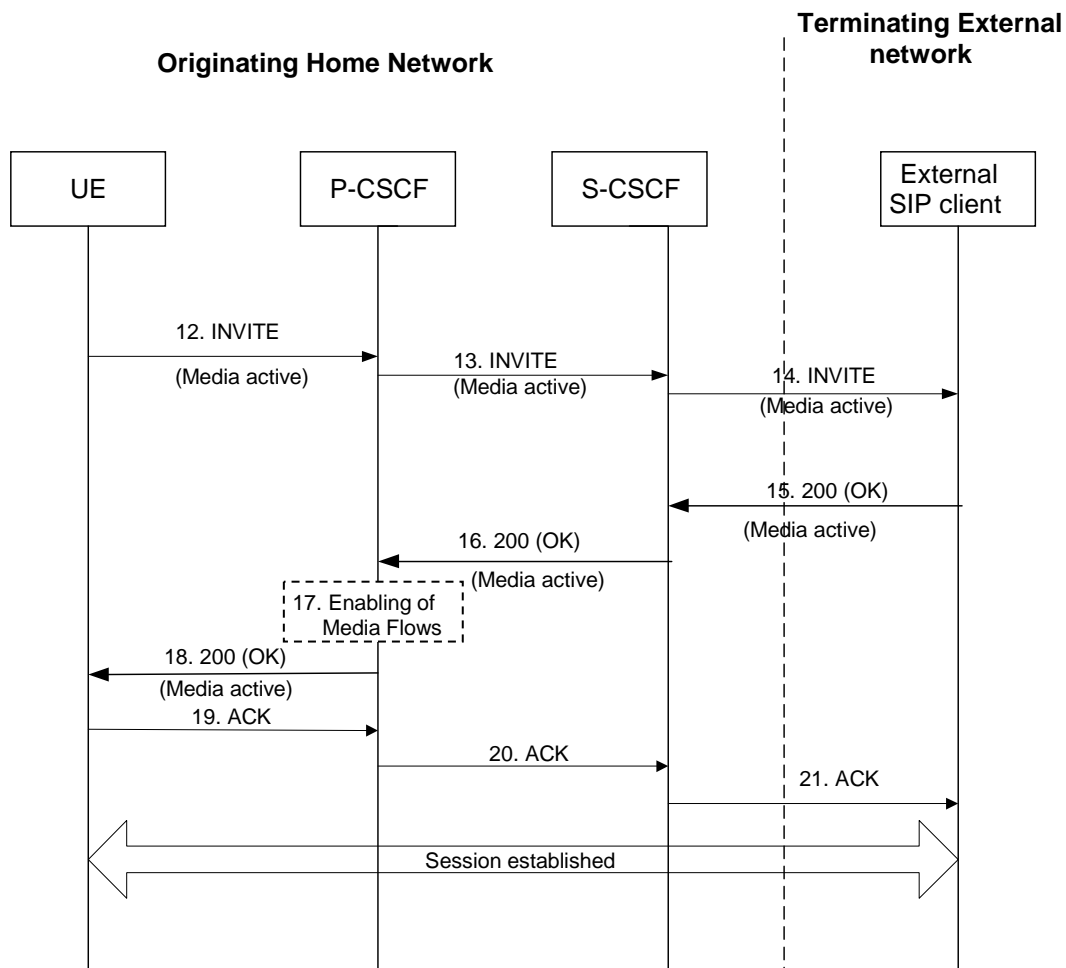 Terminating External
network
Originating Home Network
UE
P-CSCF
S-CSCF
External
SIP client
12. INVITE
(Media active)
13. INVITE
(Media active)
14. INVITE
(Media active)
15. 200 (OK)
(Media active)
16. 200 (OK)
(Media active)
17. Enabling of
Media Flows
18. 200 (OK)
(Media active)
19. ACK
20. ACK
21. ACK
Session established